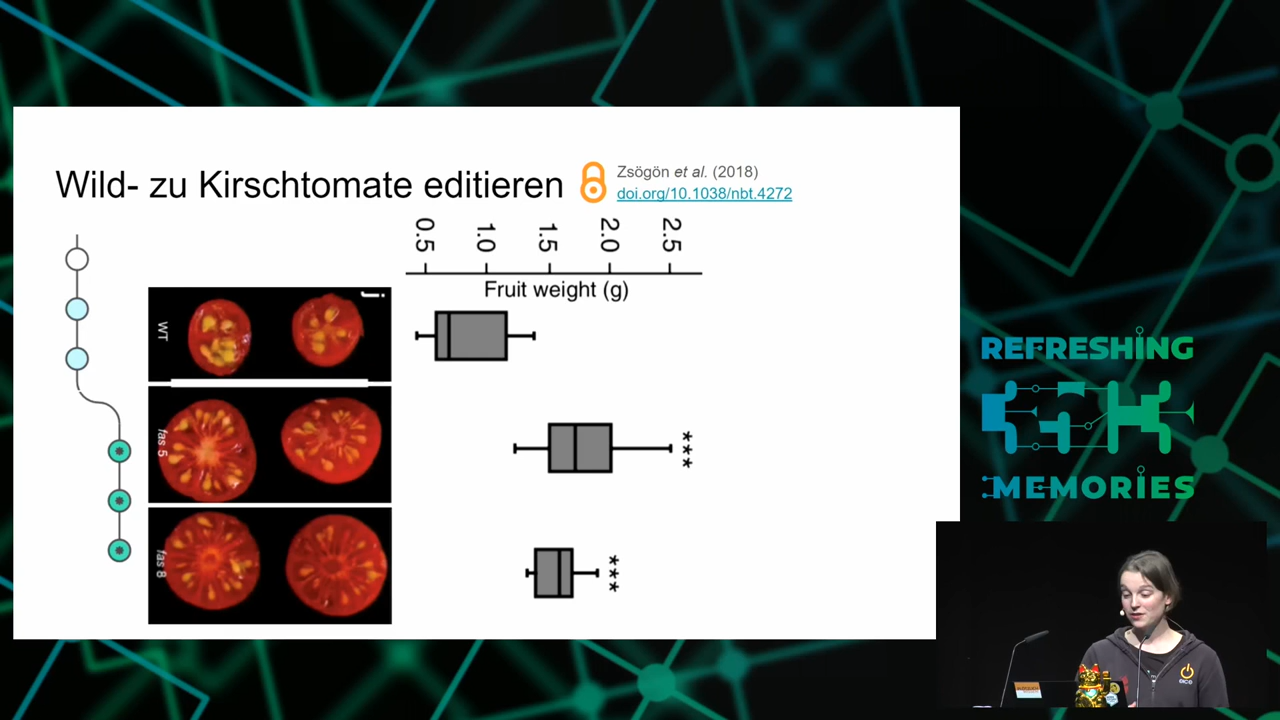 Wild- zu Kirschtomate editieren
Zsögön et al. (2018)
doi.org/10.1038/nbt.4272
0.5 1.0 1.5 2.0 2.5
Fruit weight (g)
j
WT
fas 5
***
fas 8
***
REFRESHING
MEMORIES